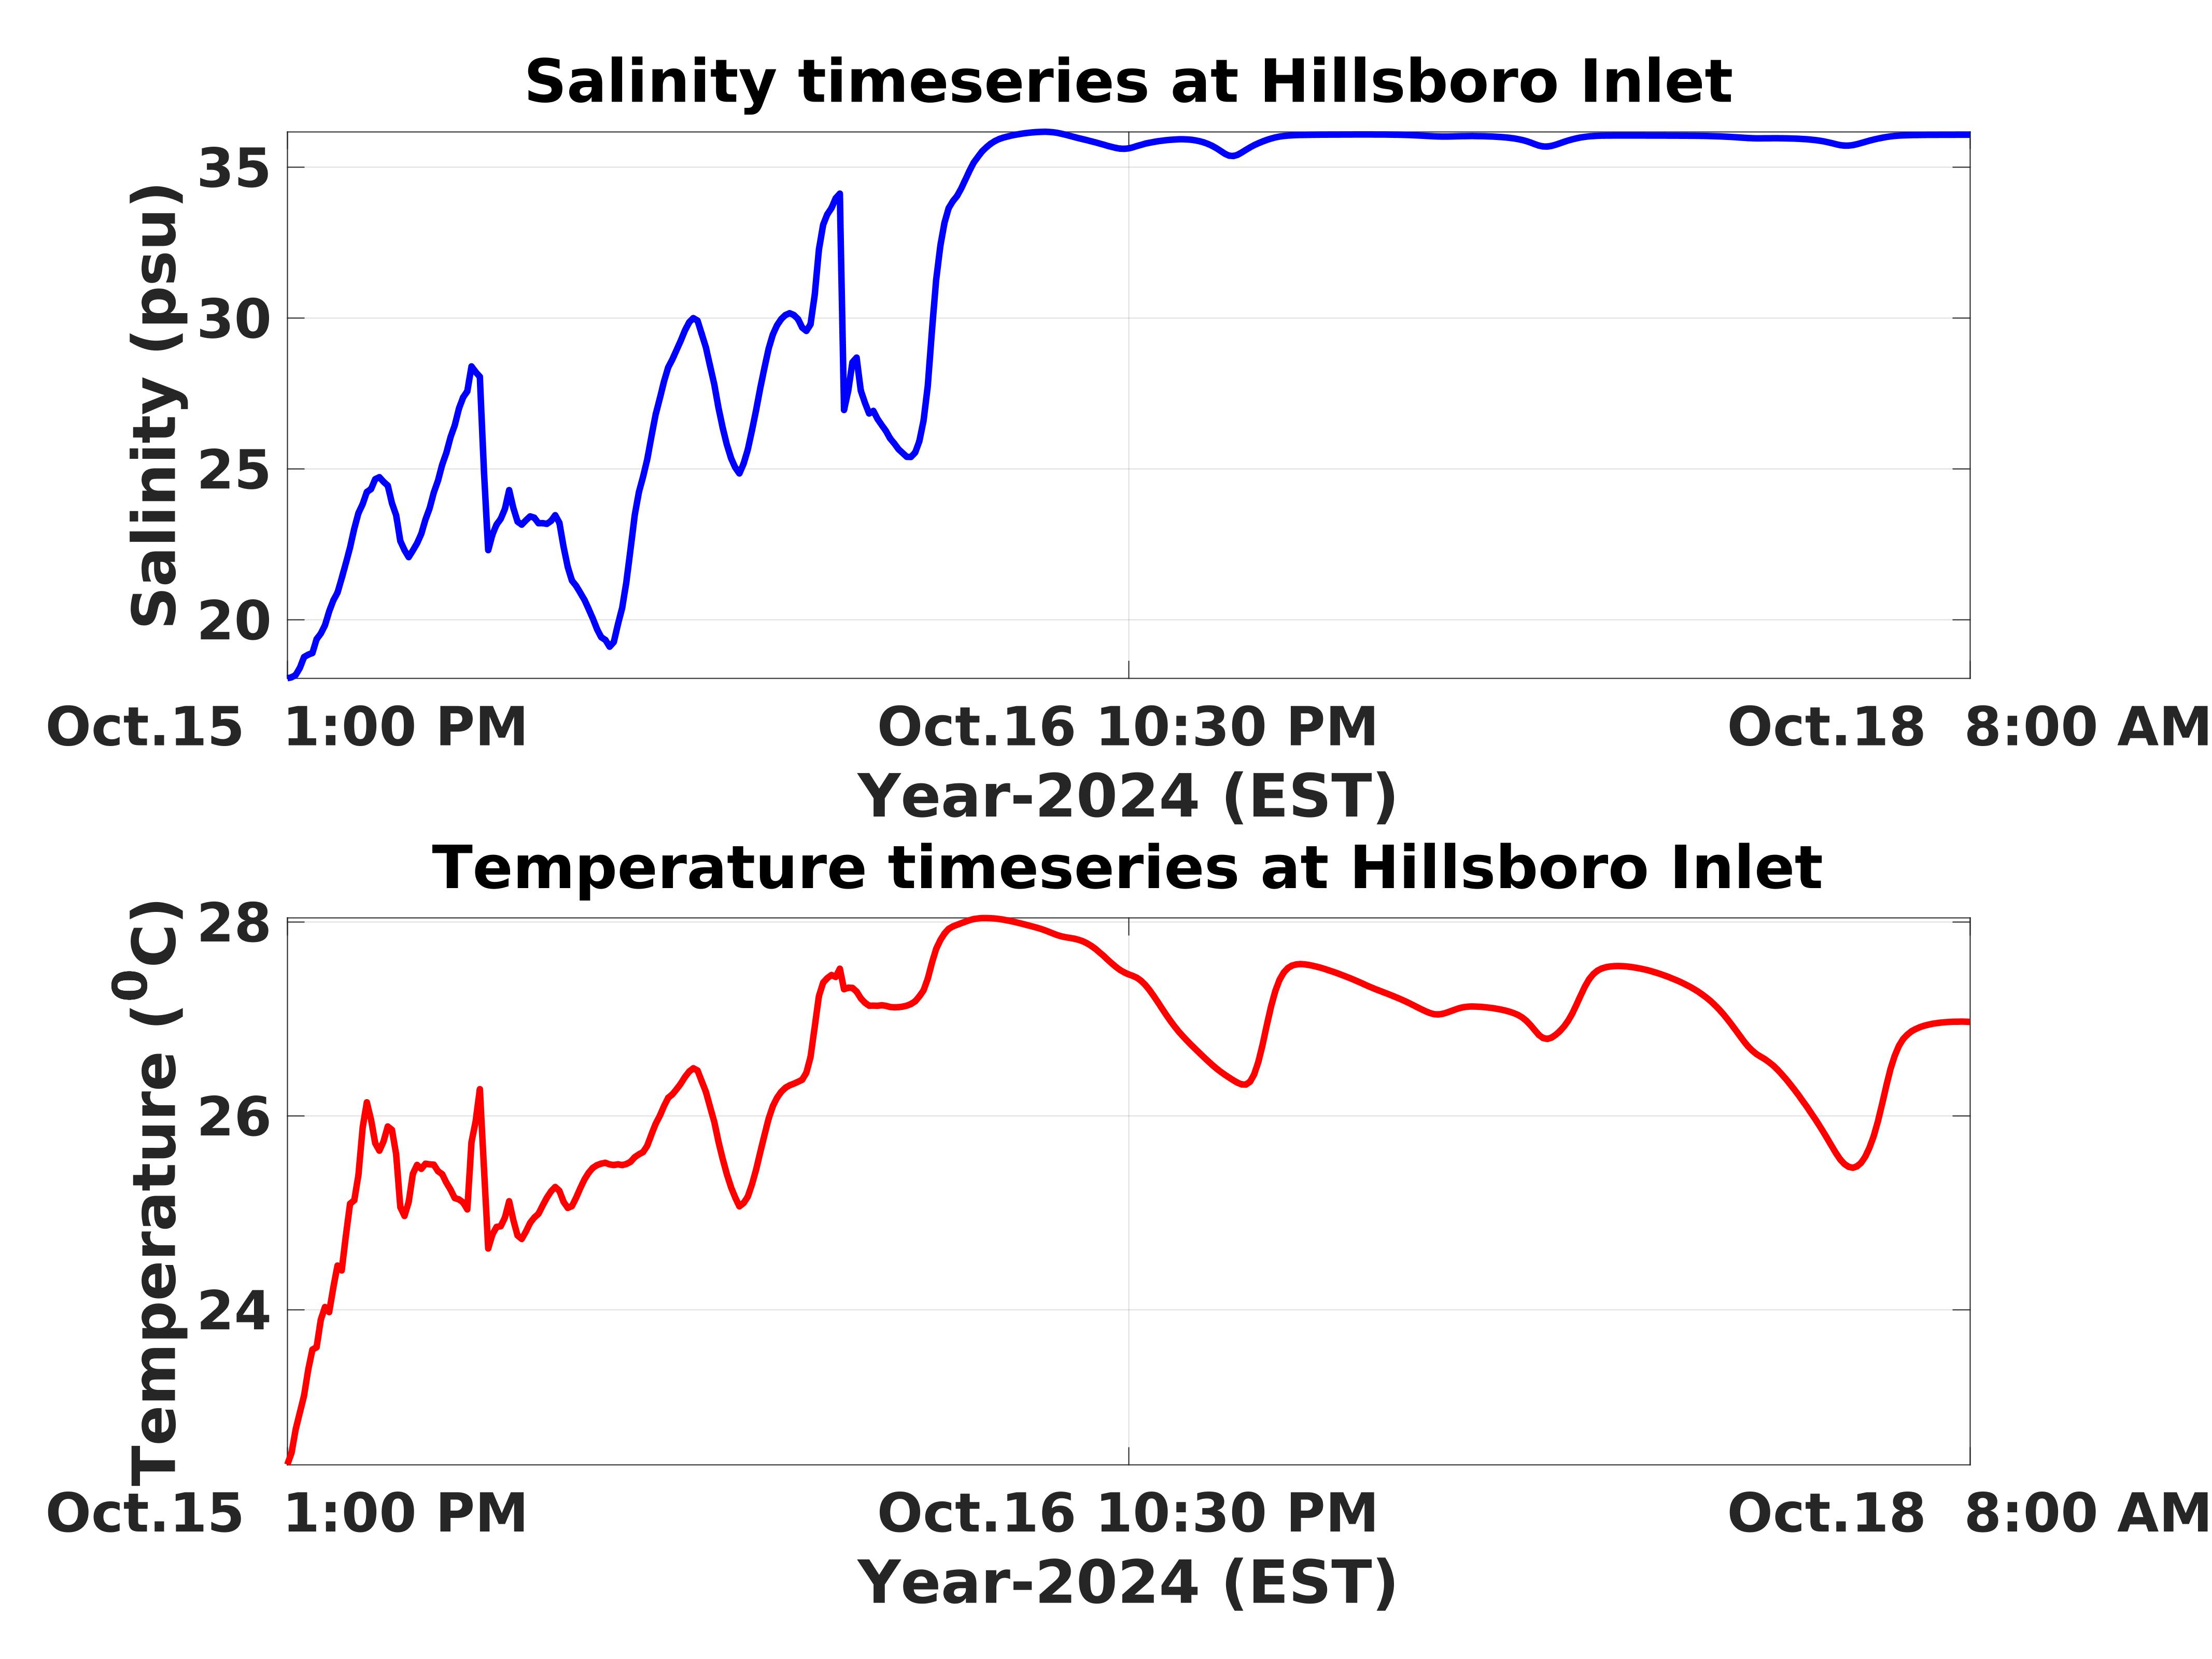 Salinity timeseries at Hillsboro Inlet
Salinity (psu)
35
30
25
20
Oct.15  1:00 PM
Oct.16 10:30 PM
Oct.18  8:00 AM
Year-2024 (EST)
Temperature timeseries at Hillsboro Inlet
Temperature (⁰C)
28
26
24
Oct.15  1:00 PM
Oct.16 10:30 PM
Oct.18  8:00 AM
Year-2024 (EST)